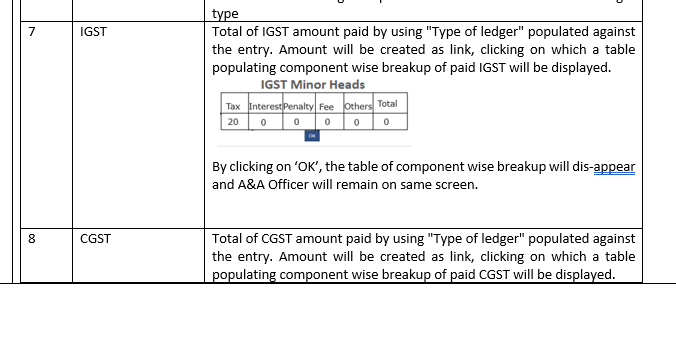 type
7 IGST Total of IGST amount paid by using "Type of ledger" populated against
the entry. Amount will be created as link, clicking on which a table
populating component wise breakup of paid IGST will be displayed.
IGST Minor Heads
Tax Interest Penalty Fee Others Total
20 0 0 0 0 0
OK
By clicking on ‘OK’, the table of component wise breakup will dis-appear
and A&A Officer will remain on same screen.
8 CGST Total of CGST amount paid by using "Type of ledger" populated against
the entry. Amount will be created as link, clicking on which a table
populating component wise breakup of paid CGST will be displayed.